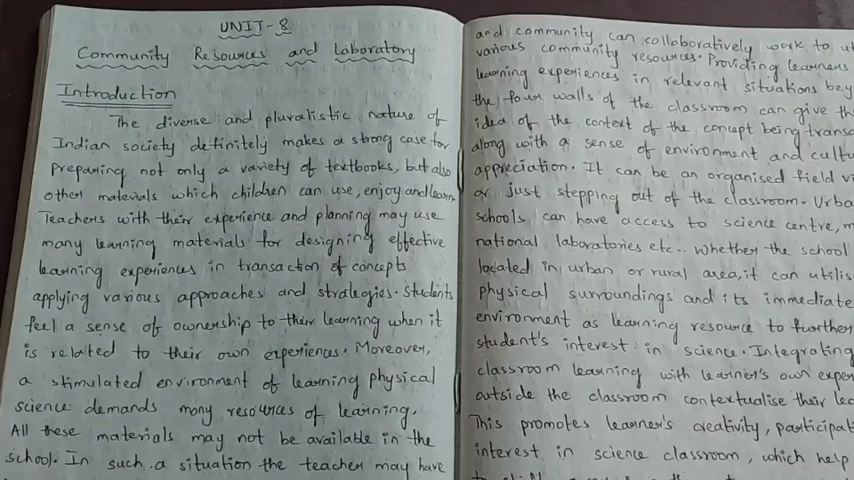 UNIT-8
Community Resources and Laboratory
Introduction
The diverse and pluralistic nature of
Indian society definitely makes a strong case for
preparing not only a variety of textbooks, but also
other materials which children can use, enjoy and learn.
Teachers with their experience and planning may use
many learning materials for designing effective
learning experiences in transaction of concepts
applying various approaches and strategies. Students
feel a sense of ownership to their learning when it
is related to their own experiences. Moreover,
a stimulated environment of learning physical
science demands many resources of learning.
All these materials may not be available in the
school. In such a situation the teacher may have
and community can collaboratively work to
various community resources. Providing learners
learning experiences in relevant situations
the four walls of the classroom can give
idea of the context of the concept being
along with a sense of environment and
appreciation. It can be an organised field
or just stepping out of the classroom.
schools can have access to science centre,
national laboratories etc.. Whether the school
located in urban or rural area, it can
physical surroundings and its immediate
environment as learning resource to further
student's interest in science. Integrating
classroom learning with learner's own
outside the classroom contextualise their
This promotes learner's creativity,
interest in science classroom, which help